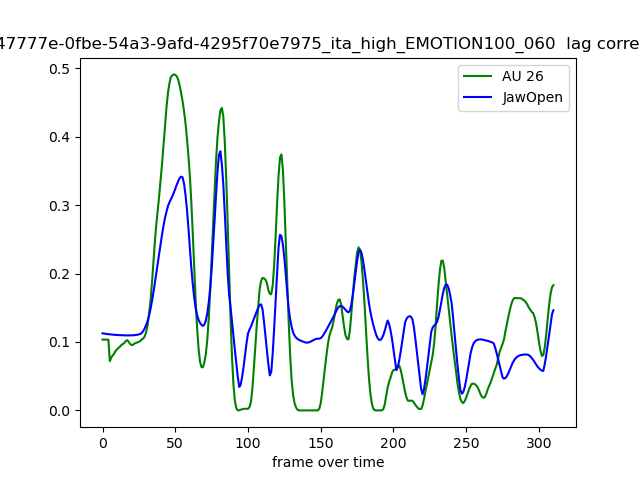 47777e-0fbe-54a3-9afd-4295f70e7975_ita_high_EMOTION100_060 lag corre
AU 26
JawOpen
0.5
0.4
0.3
0.2
0.1
0.0
0 50 100 150 200 250 300
frame over time